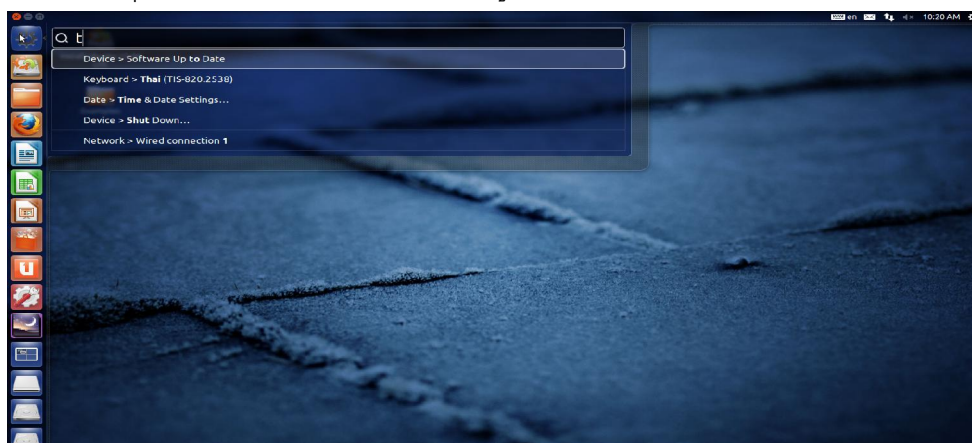 en 10:20 AM
t
Device > Software Up to Date
Keyboard > Thai (TIS-820.2538)
Date > Time & Date Settings...
Device > Shut Down...
Network > Wired connection 1